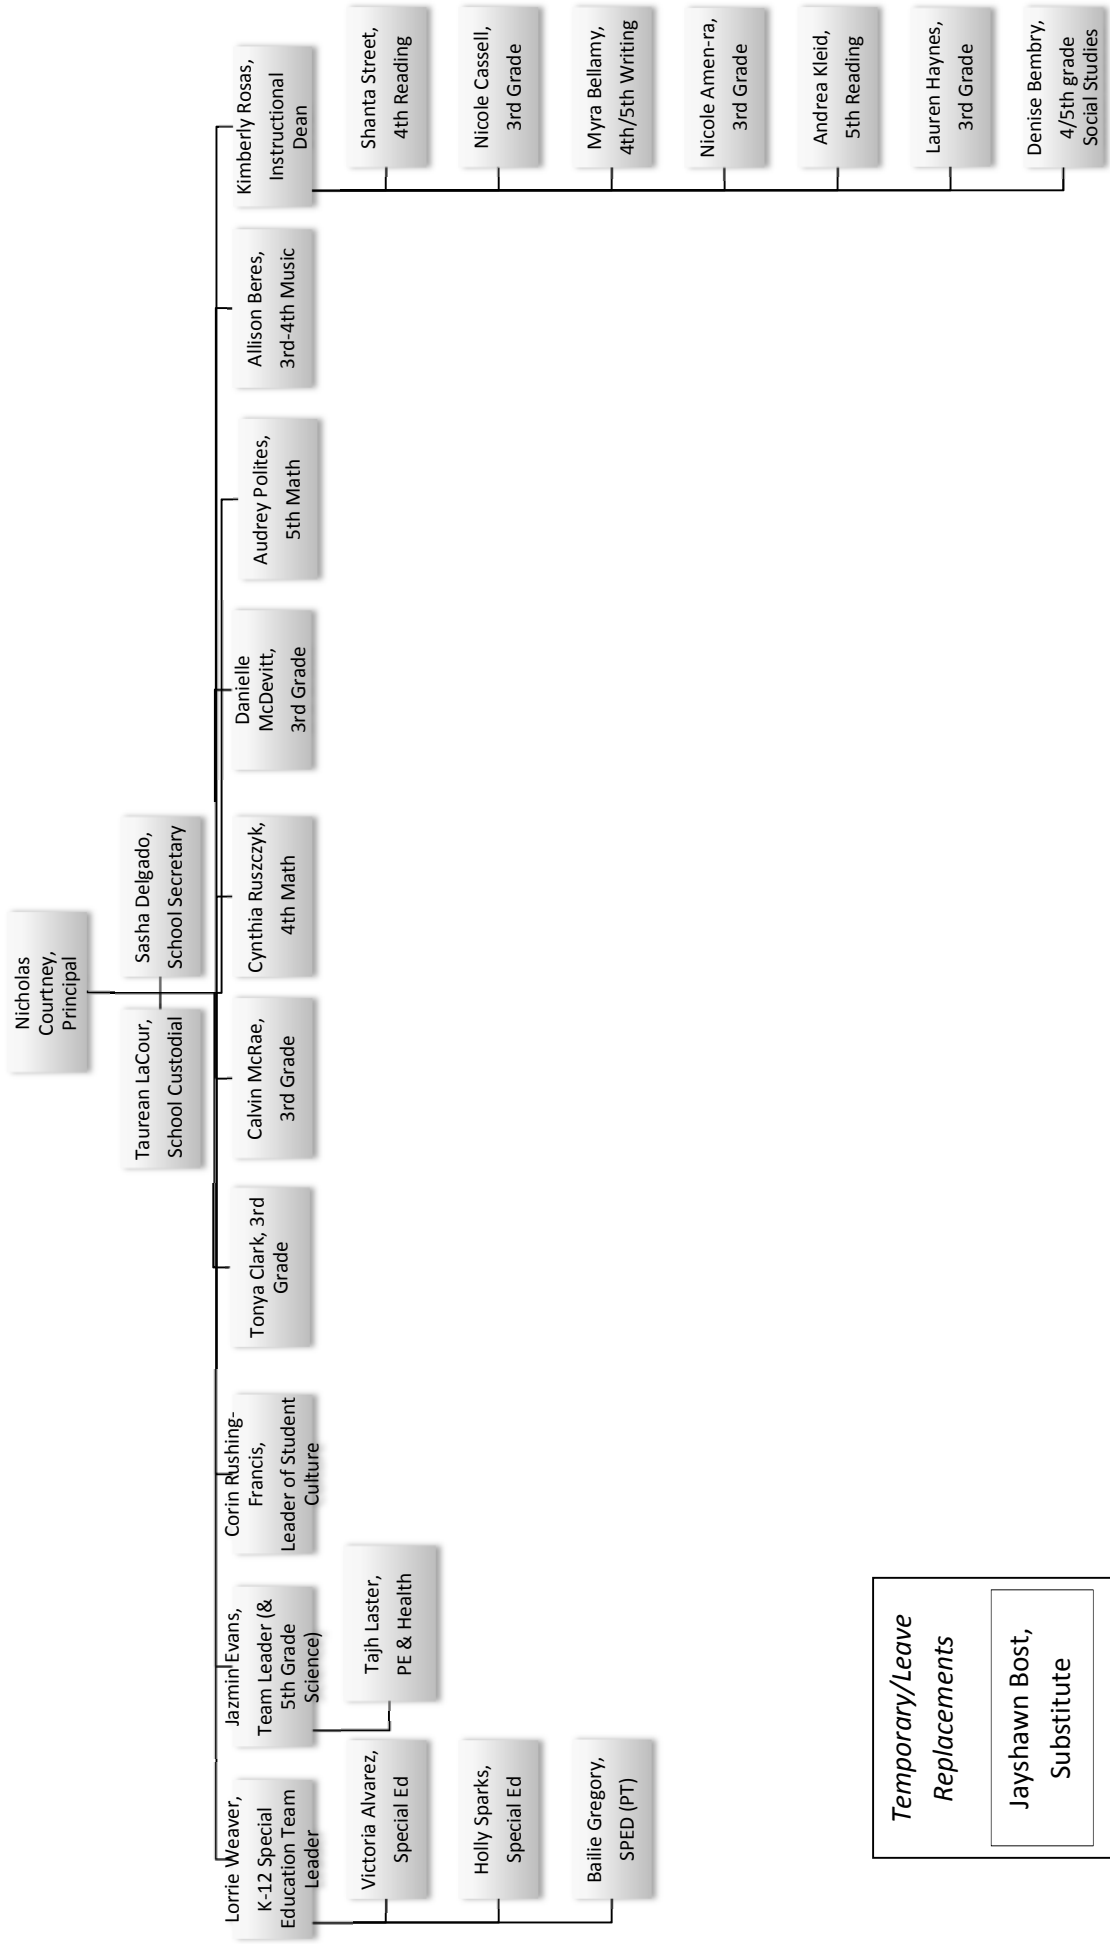 Nicholas
Courtney,
Principal
Taurean LaCour,
School Custodial
Sasha Delgado,
School Secretary
Lorrie Weaver,
K-12 Special
Education Team
Leader
Victoria Alvarez,
Special Ed
Holly Sparks,
Special Ed
Bailie Gregory,
SPED (PT)
Jazmin Evans,
Team Leader (&
5th Grade
Science)
Tajh Laster,
PE & Health
Corin Rushing-
Francis,
Leader of Student
Culture
Tonya Clark, 3rd
Grade
Calvin McRae,
3rd Grade
Cynthia Ruszczyk,
4th Math
Danielle
McDevitt,
3rd Grade
Audrey Polites,
5th Math
Allison Beres,
3rd-4th Music
Kimberly Rosas,
Instructional
Dean
Shanta Street,
4th Reading
Nicole Cassell,
3rd Grade
Myra Bellamy,
4th/5th Writing
Nicole Amen-ra,
3rd Grade
Andrea Kleid,
5th Reading
Lauren Haynes,
3rd Grade
Denise Bembry,
4/5th grade
Social Studies
Temporary/Leave
Replacements
Jayshawn Bost,
Substitute